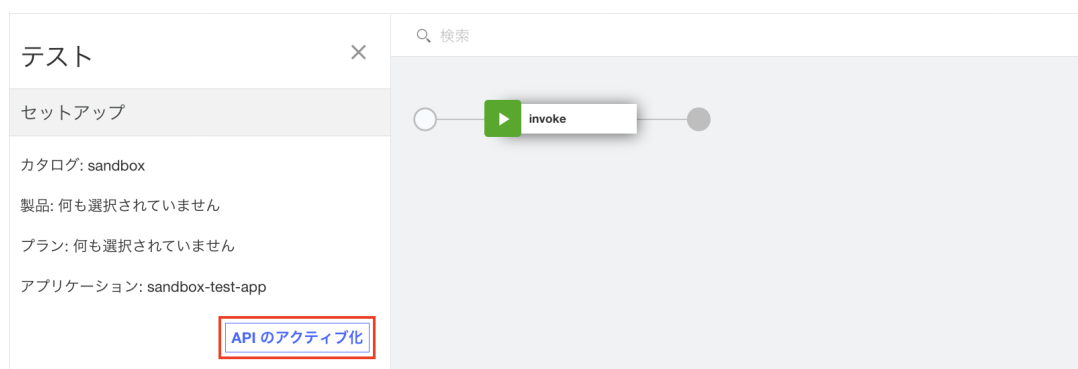 テスト
セットアップ
カタログ: sandbox
製品: 何も選択されていません
プラン: 何も選択されていません
アプリケーション: sandbox-test-app
API のアクティブ化
検索
invoke